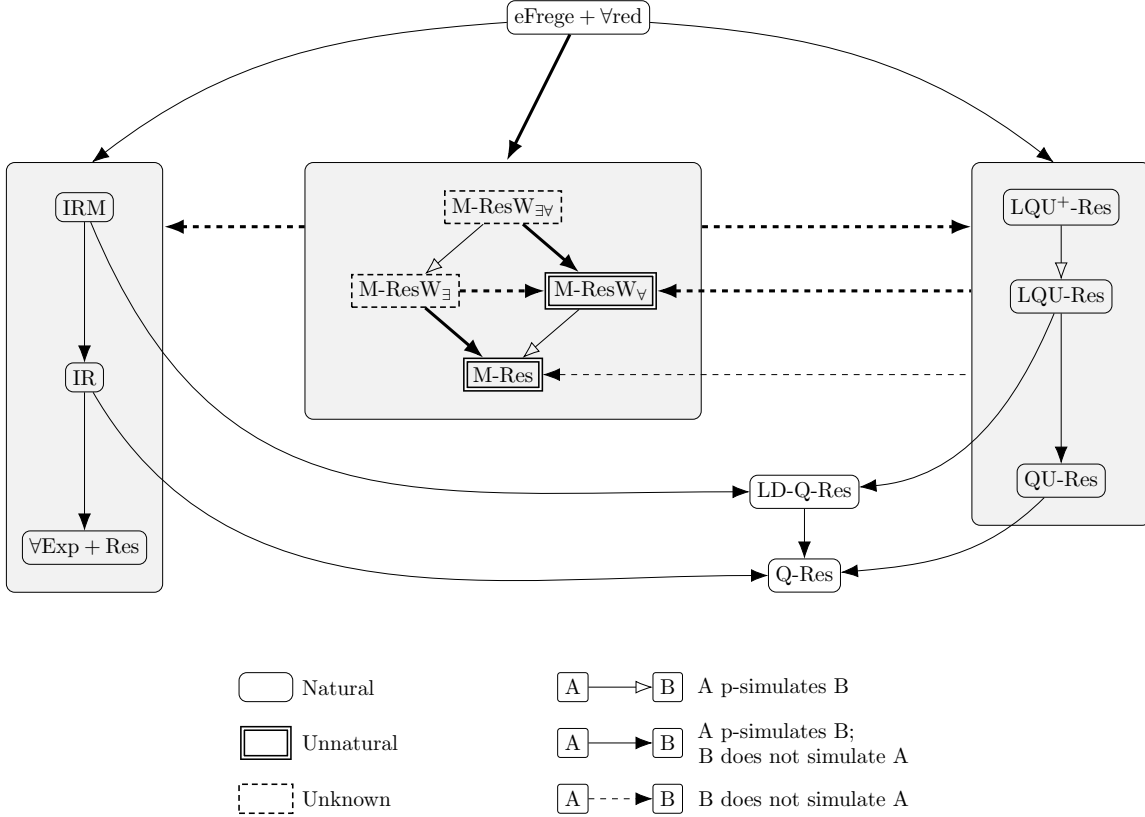 eFrege + ∀red
IRM
M-ResW∃∀
LQU⁺-Res
M-ResW∃
M-ResW∀
LQU-Res
IR
M-Res
LD-Q-Res
QU-Res
∀Exp + Res
Q-Res
Natural
A
B
A p-simulates B
Unnatural
A
B
A p-simulates B;
B does not simulate A
Unknown
A
B
B does not simulate A